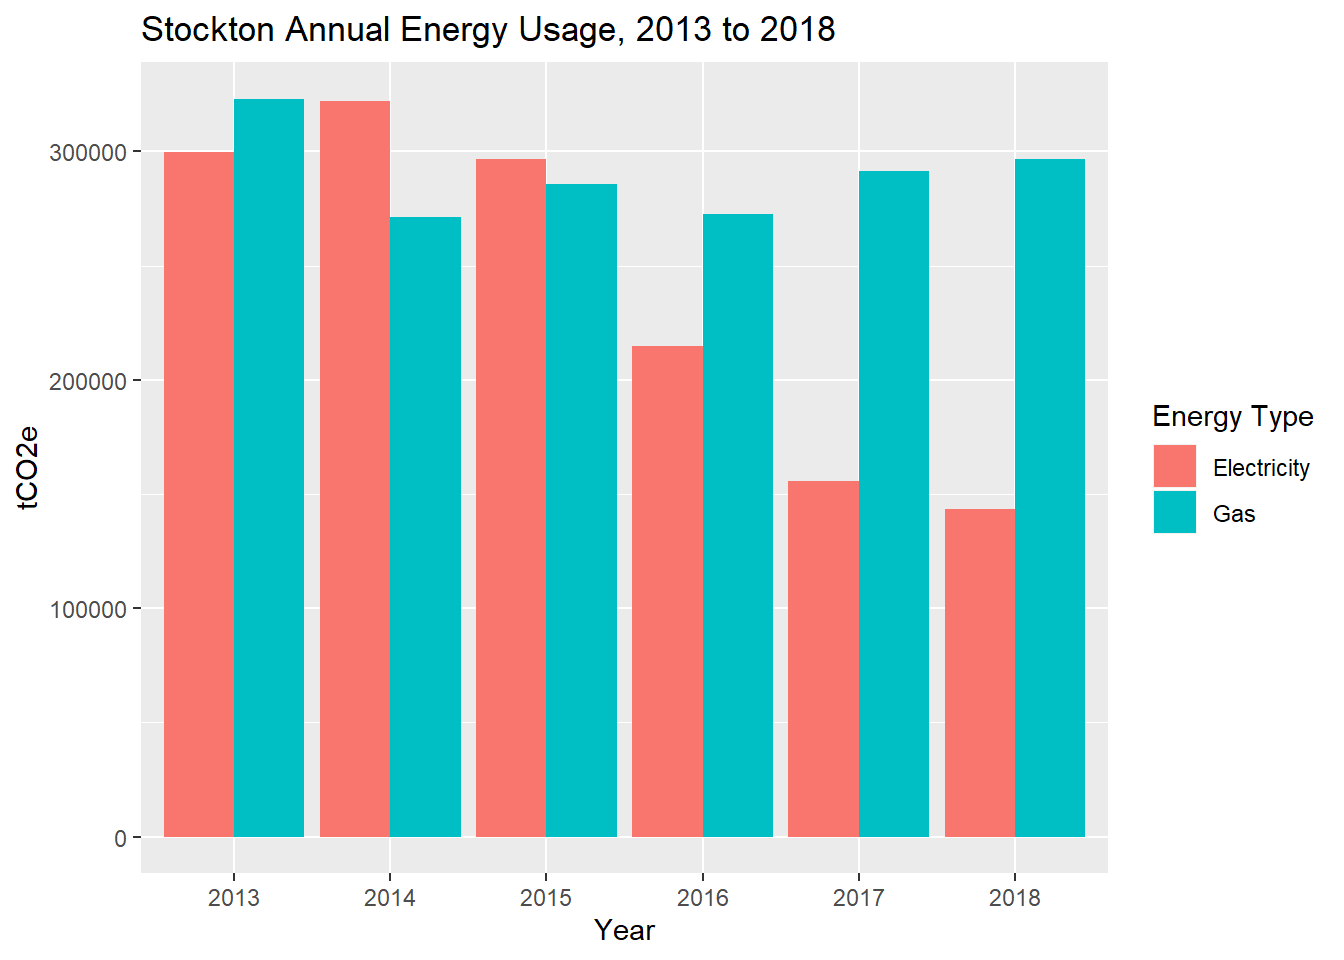 Stockton Annual Energy Usage, 2013 to 2018
300000
200000
100000
0
tCO2e
2013 2014 2015 2016 2017 2018
Year
Energy Type
Electricity
Gas